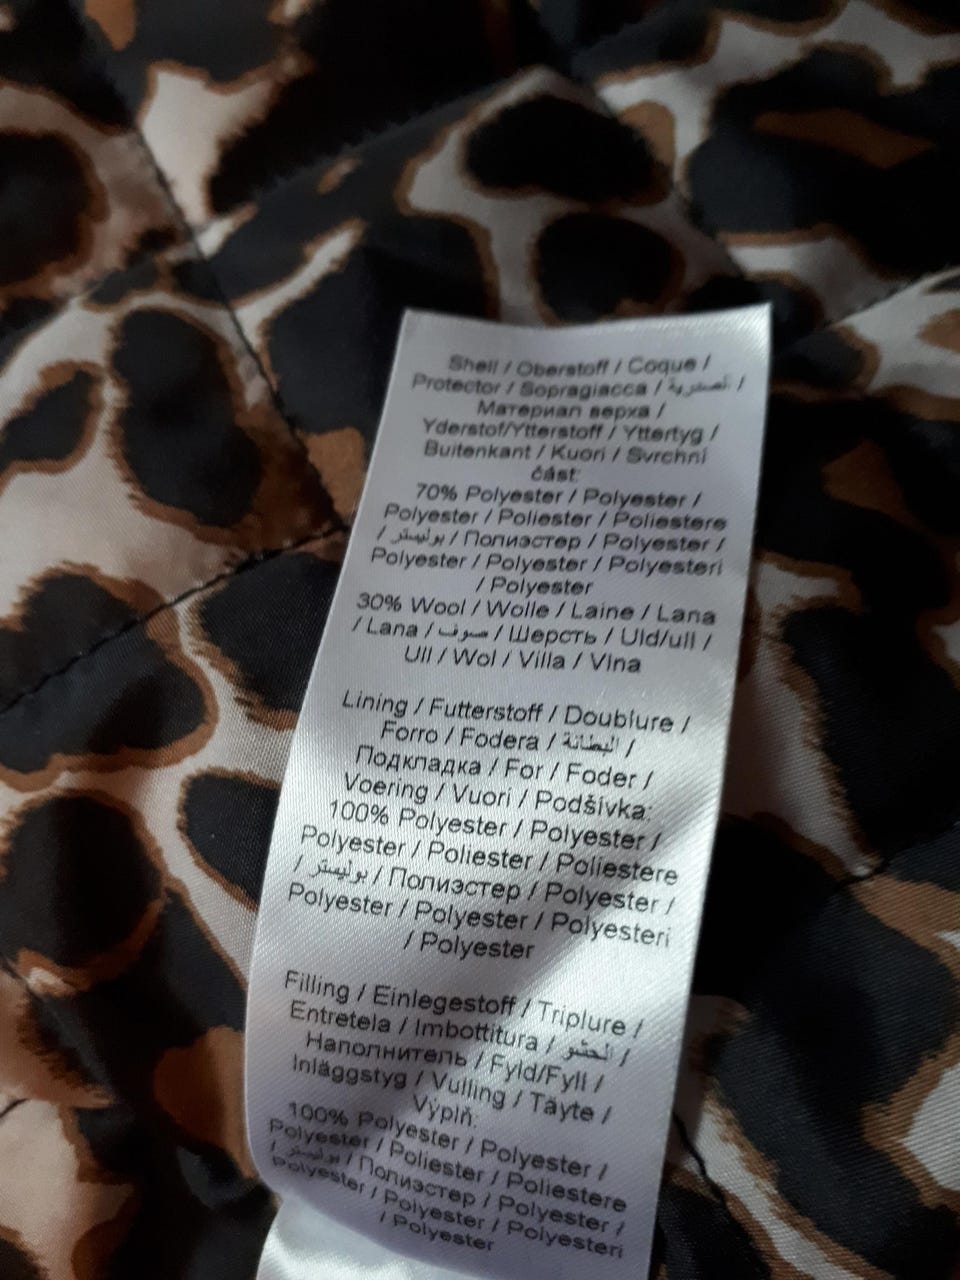 Shell / Oberstoff / Coque /
Protector / Sopragiacca / /
Материал верха /
Yderstof/Ytterstoff / Yttertyg /
Buitenkant / Kuori / Svrchní
část:
70% Polyester / Polyester /
Polyester / Poliester / Poliestere
/ بوليستر / Полиэстер / Polyester /
Polyester / Polyester / Polyesteri
/ Polyester
30% Wool / Wolle / Laine / Lana
/ Lana / صوف / Шерсть / Uld/ull /
Ull / Wol / Villa / Vlna
Lining / Futterstoff / Doublure /
Forro / Fodera / البطانة /
Подкладка / For / Foder /
Voering / Vuori / Podšívka:
100% Polyester / Polyester /
Polyester / Poliester / Poliestere
/ بوليستر / Полиэстер / Polyester /
Polyester / Polyester / Polyesteri
/ Polyester
Filling / Einlegestoff / Triplure /
Entretela / Imbottitura / الحشو /
Наполнитель / Fyld/Fyll /
Inläggstyg / Vulling / Täyte /
Výplň:
100% Polyester / Polyester /
Polyester / Poliester / Poliestere
/ بوليستر / Полиэстер / Polyester /
Polyester / Polyester / Polyesteri
/ Polyester